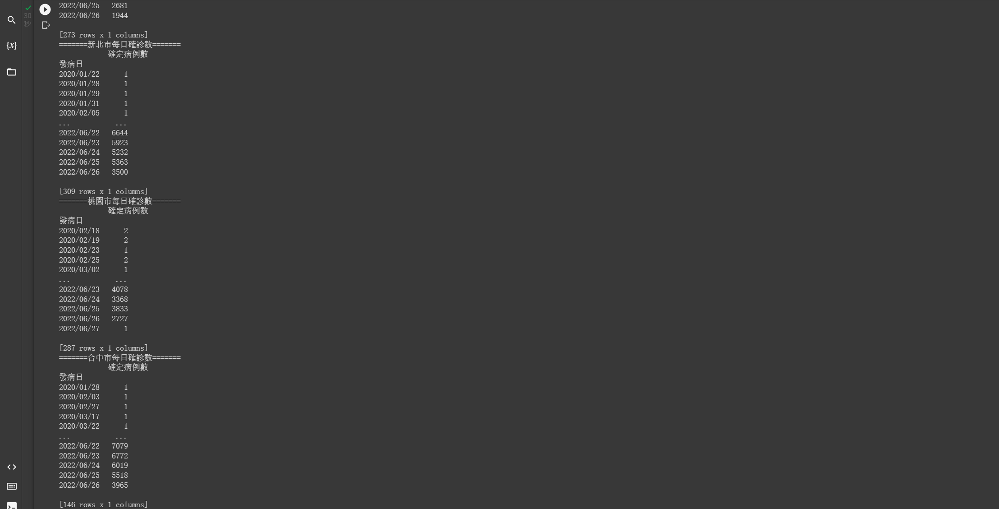 30
秒
{x}
2022/06/25 2681
2022/06/26 1944
[273 rows x 1 columns]
=======新北市每日確診數=======
確定病例數
發病日
2020/01/22 1
2020/01/28 1
2020/01/29 1
2020/01/31 1
2020/02/05 1
... ...
2022/06/22 6644
2022/06/23 5923
2022/06/24 5232
2022/06/25 5363
2022/06/26 3500
[309 rows x 1 columns]
=======桃園市每日確診數=======
確定病例數
發病日
2020/02/18 2
2020/02/19 2
2020/02/23 1
2020/02/25 2
2020/03/02 1
... ...
2022/06/23 4078
2022/06/24 3368
2022/06/25 3833
2022/06/26 2727
2022/06/27 1
[287 rows x 1 columns]
=======台中市每日確診數=======
確定病例數
發病日
2020/01/28 1
2020/02/03 1
2020/02/27 1
2020/03/17 1
2020/03/22 1
... ...
2022/06/22 7079
2022/06/23 6772
2022/06/24 6019
2022/06/25 5518
2022/06/26 3965
[146 rows x 1 columns]